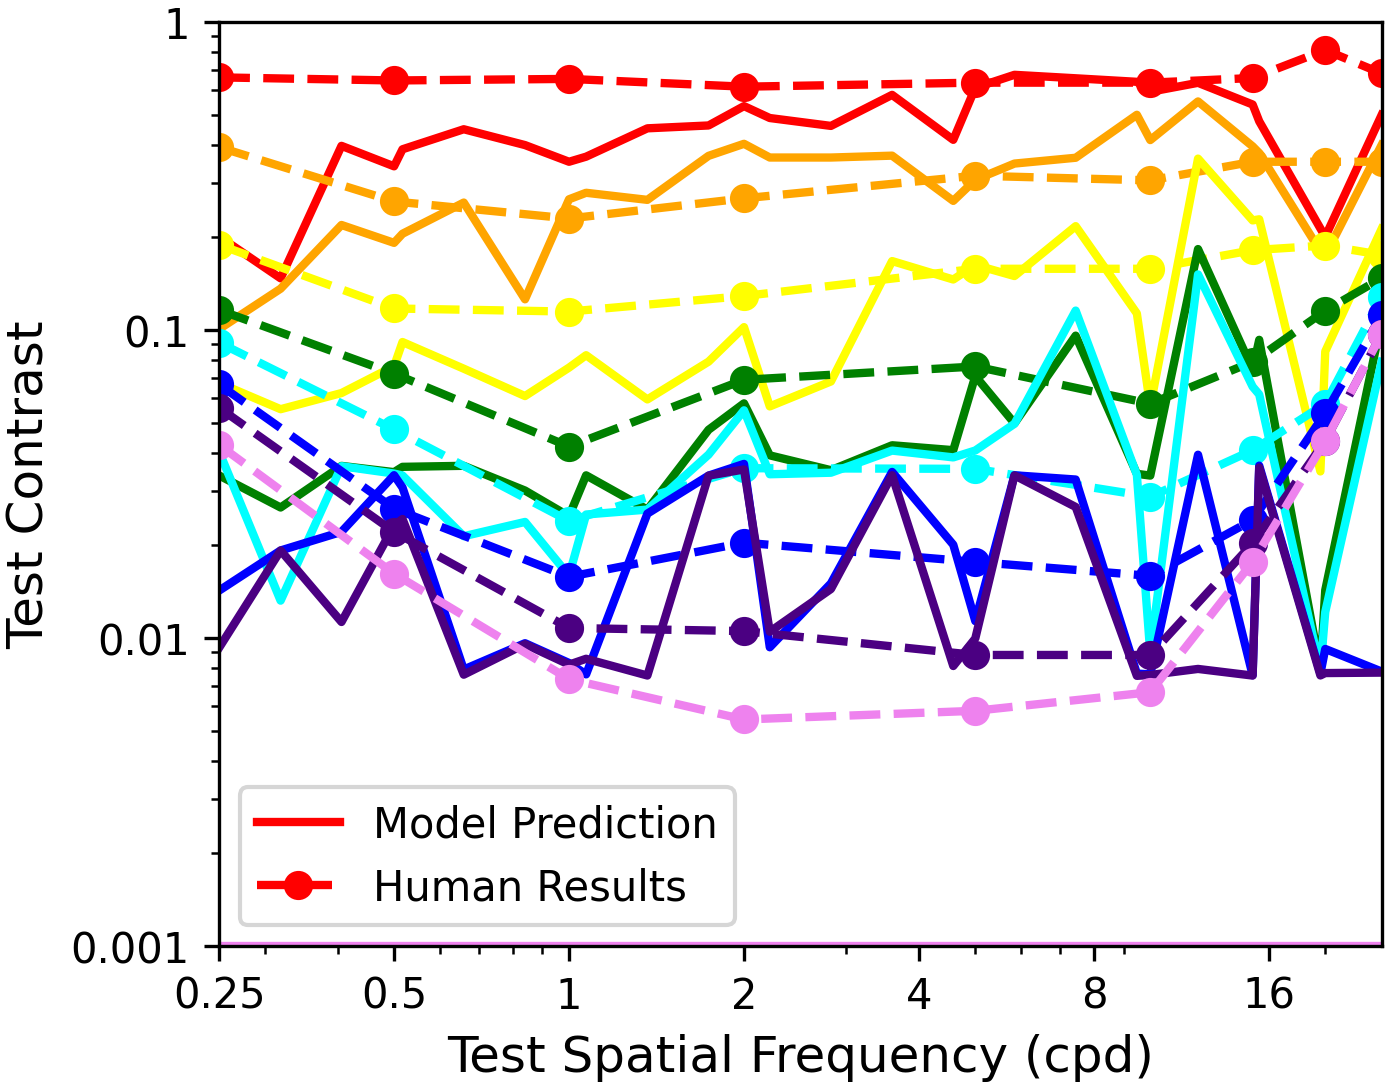 1
0.1
0.01
0.001
Test Contrast
Model Prediction
Human Results
0.25 0.5 1 2 4 8 16
Test Spatial Frequency (cpd)